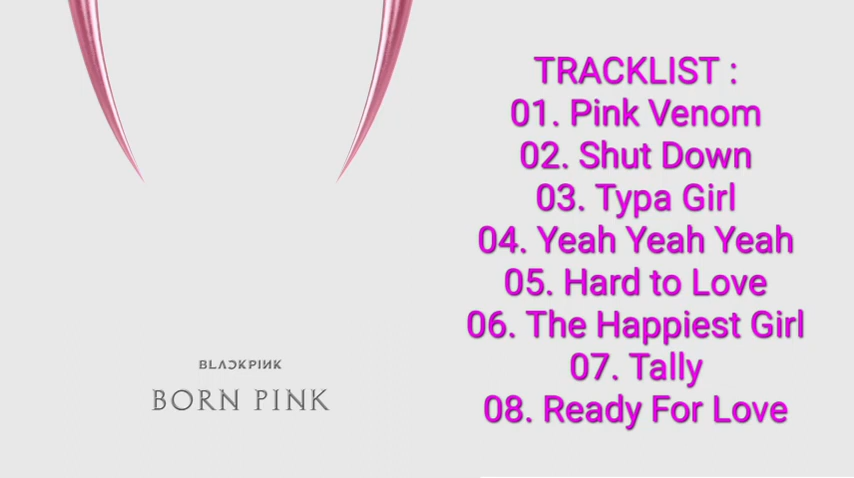 BLACKPINK
BORN PINK
TRACKLIST :
01. Pink Venom
02. Shut Down
03. Typa Girl
04. Yeah Yeah Yeah
05. Hard to Love
06. The Happiest Girl
07. Tally
08. Ready For Love